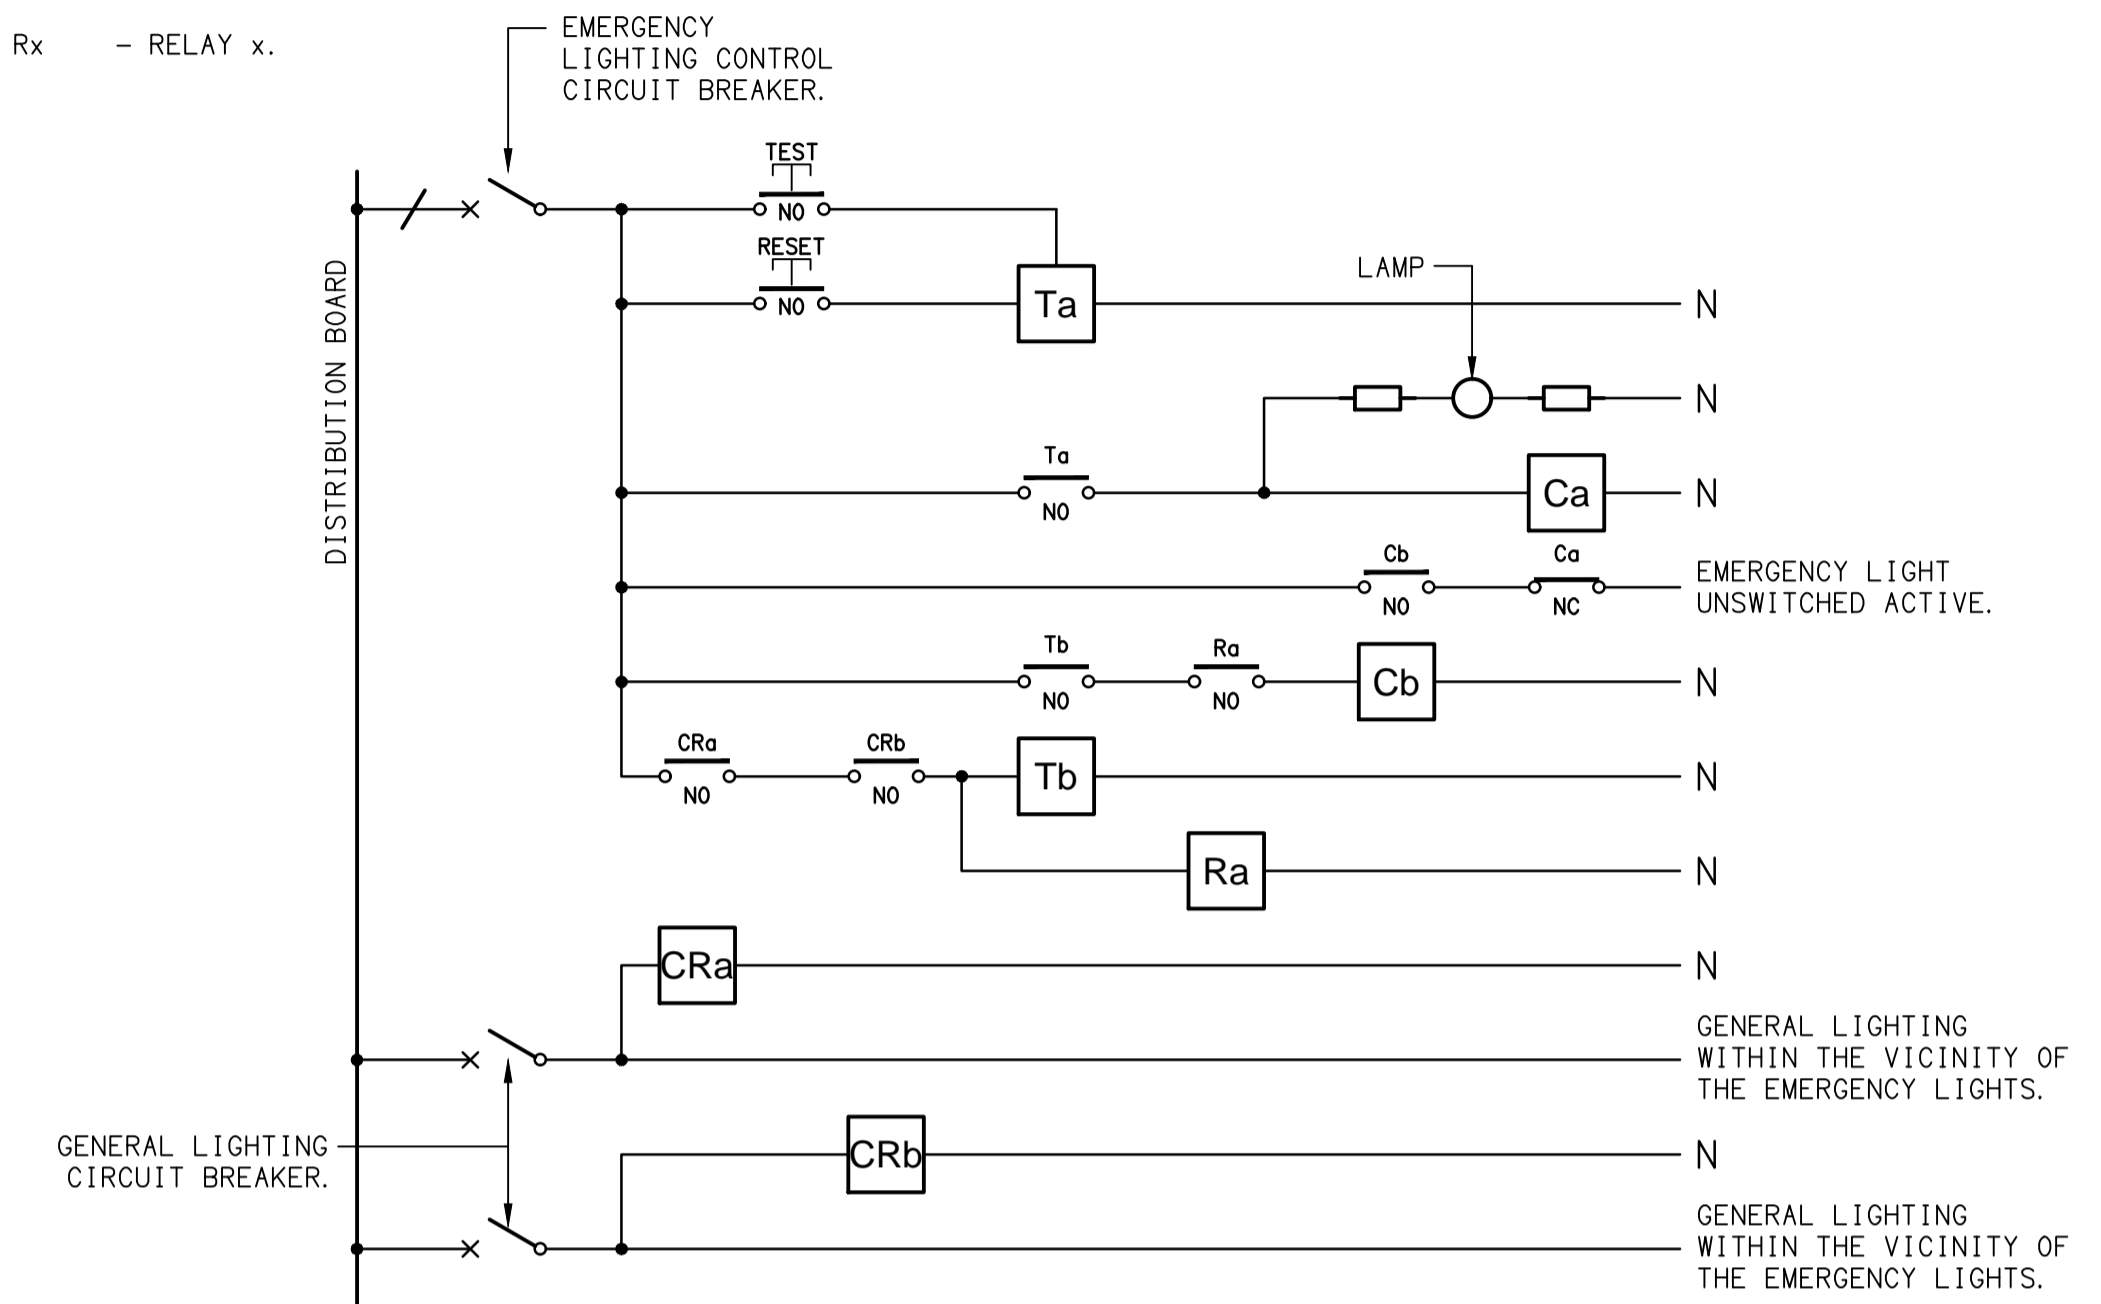 Rx - RELAY x.
EMERGENCY
LIGHTING CONTROL
CIRCUIT BREAKER.
TEST
NO
RESET
NO
Ta
N
LAMP
N
DISTRIBUTION BOARD
Ta
NO
Ca
N
Cb
NO
Ca
NC
EMERGENCY LIGHT
UNSWITCHED ACTIVE.
Tb
NO
Ra
NO
Cb
N
CRa
NO
CRb
NO
Tb
N
Ra
N
CRa
N
GENERAL LIGHTING
WITHIN THE VICINITY OF
THE EMERGENCY LIGHTS.
GENERAL LIGHTING
CIRCUIT BREAKER.
CRb
N
GENERAL LIGHTING
WITHIN THE VICINITY OF
THE EMERGENCY LIGHTS.